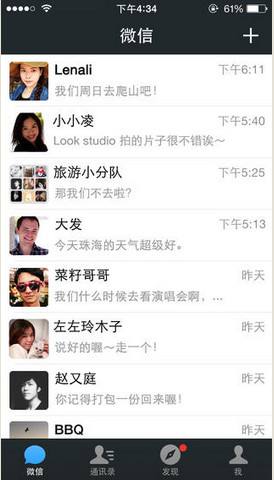 下午4:34 61%
微信 +
Lenali 下午6:11
我们周日去爬山吧!
小小凌 下午5:40
Look studio 拍的片子很不错诶～
旅游小分队 下午5:25
那我们不去啦?
大发 下午5:13
今天珠海的天气超级好。
菜籽哥哥 昨天
我们什么时候去看演唱会啊?
左左玲木子 昨天
说好的喔～走一个!
赵又庭 昨天
你记得打包一份回来喔!
BBQ 昨天
微信 通讯录 发现 我